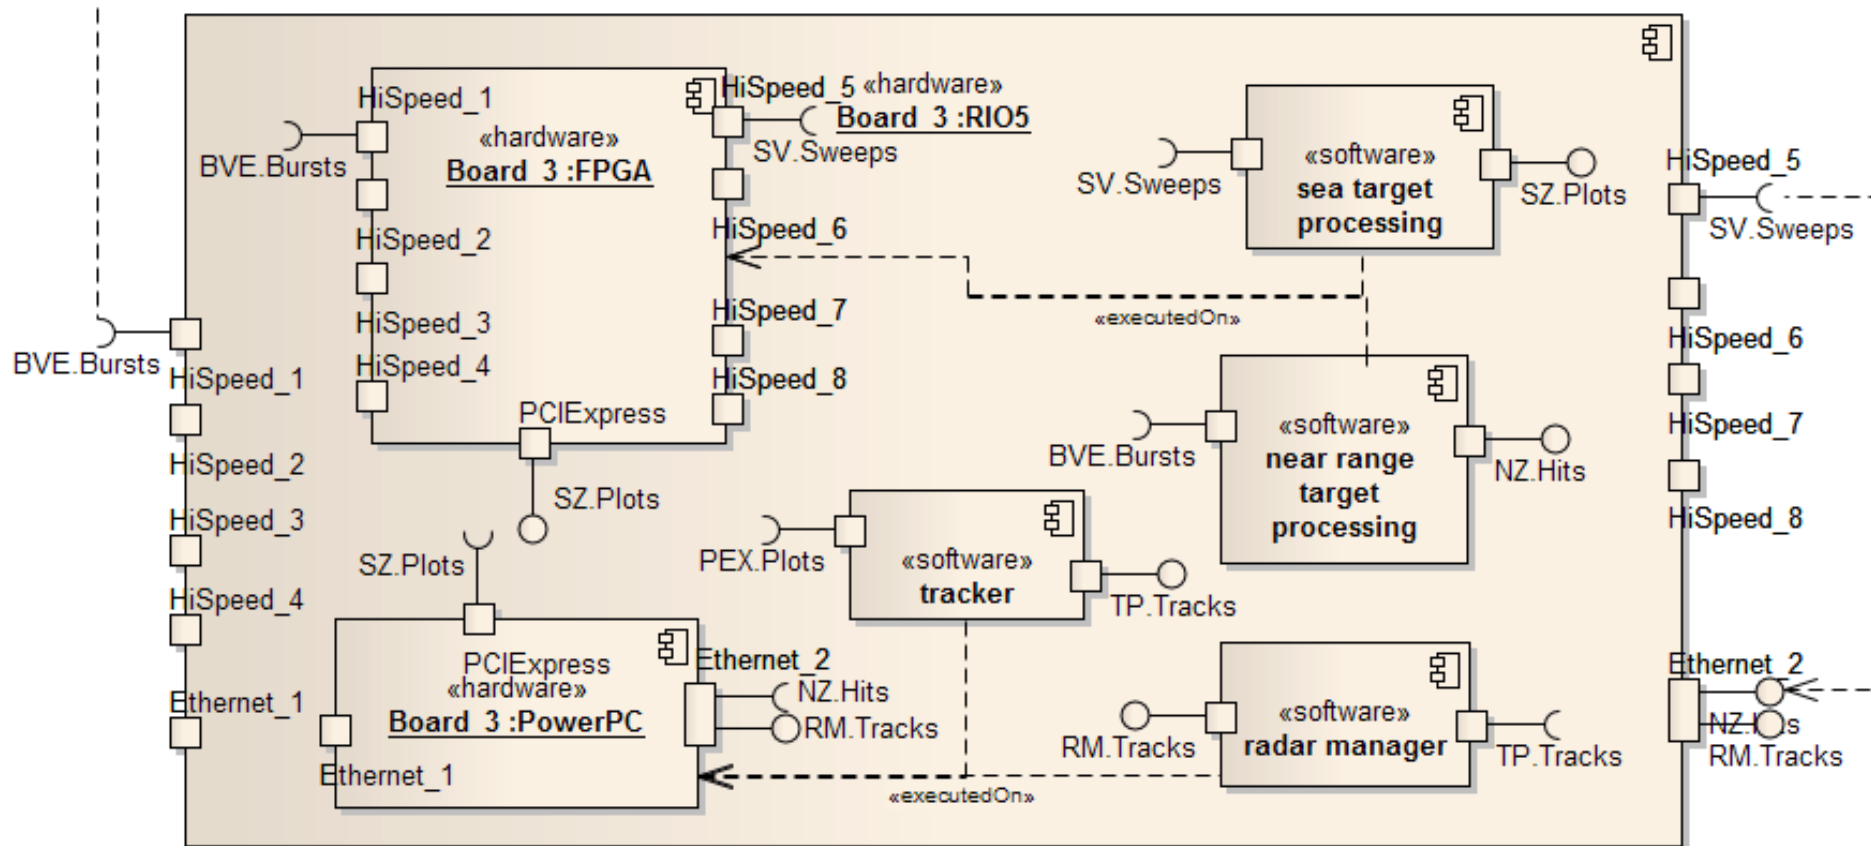 HiSpeed_1
«hardware»
Board 3 :FPGA
BVE.Bursts
HiSpeed_2
HiSpeed_3
HiSpeed_4
PCIExpress
SZ.Plots
HiSpeed_5
SV.Sweeps
HiSpeed_6
HiSpeed_7
HiSpeed_8
«hardware»
Board 3 :RIO5
«software»
sea target
processing
SV.Sweeps
SZ.Plots
HiSpeed_5
SV.Sweeps
«executedOn»
HiSpeed_6
HiSpeed_7
HiSpeed_8
BVE.Bursts
HiSpeed_1
HiSpeed_2
HiSpeed_3
HiSpeed_4
Ethernet_1
«software»
near range
target
processing
BVE.Bursts
NZ.Hits
PEX.Plots
«software»
tracker
TP.Tracks
SZ.Plots
PCIExpress
«hardware»
Board 3 :PowerPC
Ethernet_1
Ethernet_2
NZ.Hits
RM.Tracks
«executedOn»
RM.Tracks
«software»
radar manager
TP.Tracks
Ethernet_2
NZ.Hits
RM.Tracks